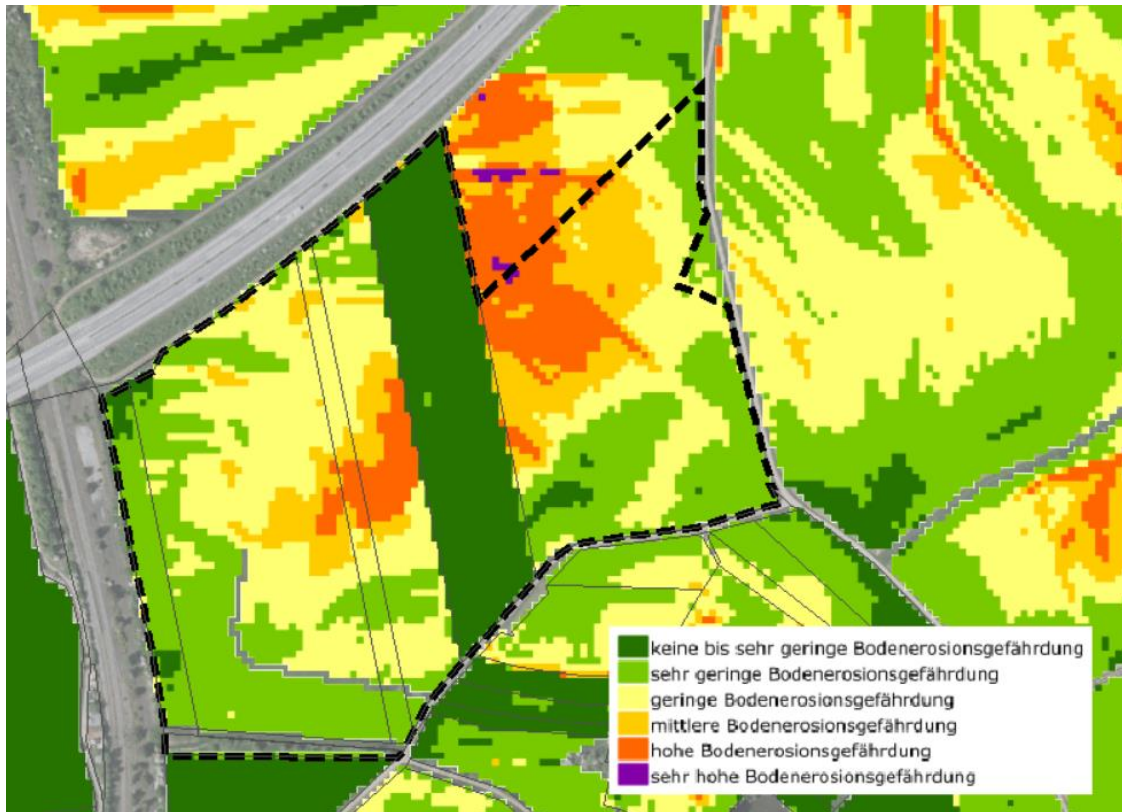 keine bis sehr geringe Bodenerosionsgefährdung
sehr geringe Bodenerosionsgefährdung
geringe Bodenerosionsgefährdung
mittlere Bodenerosionsgefährdung
hohe Bodenerosionsgefährdung
sehr hohe Bodenerosionsgefährdung